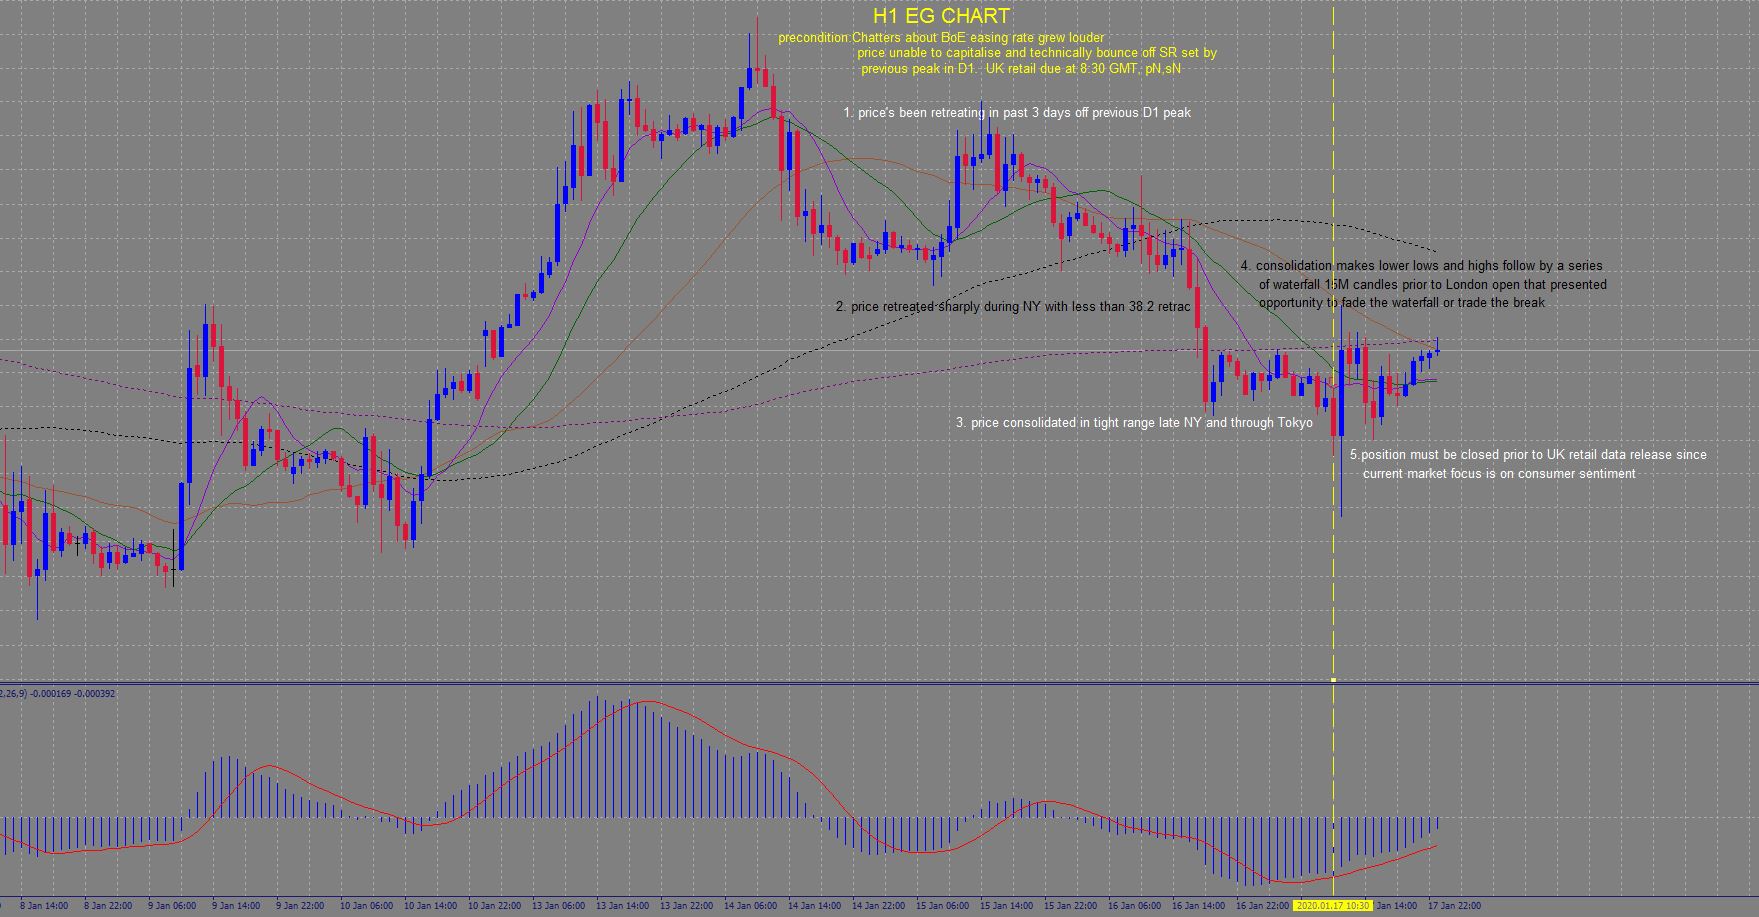 H1 EG CHART
precondition:Chatters about BoE easing rate grew louder
price unable to capitalise and technically bounce off SR set by
previous peak in D1. UK retail due at 8:30 GMT, pN,sN
1. price's been retreating in past 3 days off previous D1 peak
4. consolidation makes lower lows and highs follow by a series
of waterfall 15M candles prior to London open that presented
opportunity to fade the waterfall or trade the break
2. price retreated sharply during NY with less than 38.2 retrac
3. price consolidated in tight range late NY and through Tokyo
5.position must be closed prior to UK retail data release since
current market focus is on consumer sentiment
2,26,9) -0.000169 -0.000392
8 Jan 14:00 8 Jan 22:00 9 Jan 06:00 9 Jan 14:00 9 Jan 22:00 10 Jan 06:00 10 Jan 14:00 10 Jan 22:00 13 Jan 06:00 13 Jan 14:00 13 Jan 22:00 14 Jan 06:00 14 Jan 14:00 14 Jan 22:00 15 Jan 06:00 15 Jan 14:00 15 Jan 22:00 16 Jan 06:00 16 Jan 14:00 16 Jan 22:00 2020.01.17 10:30 Jan 14:00 17 Jan 22:00